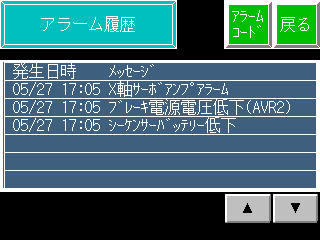 アラーム履歴
アラーム
コード
戻る
発生日時 ﾒｯｾｰｼﾞ
05/27 17:05 X軸ｻｰﾎﾞｱﾝﾌﾟｱﾗｰﾑ
05/27 17:05 ﾌﾞﾚｰｷ電源電圧低下(AVR2)
05/27 17:05 ｼｰｹﾝｻｰﾊﾞｯﾃﾘｰ低下
▲ ▼